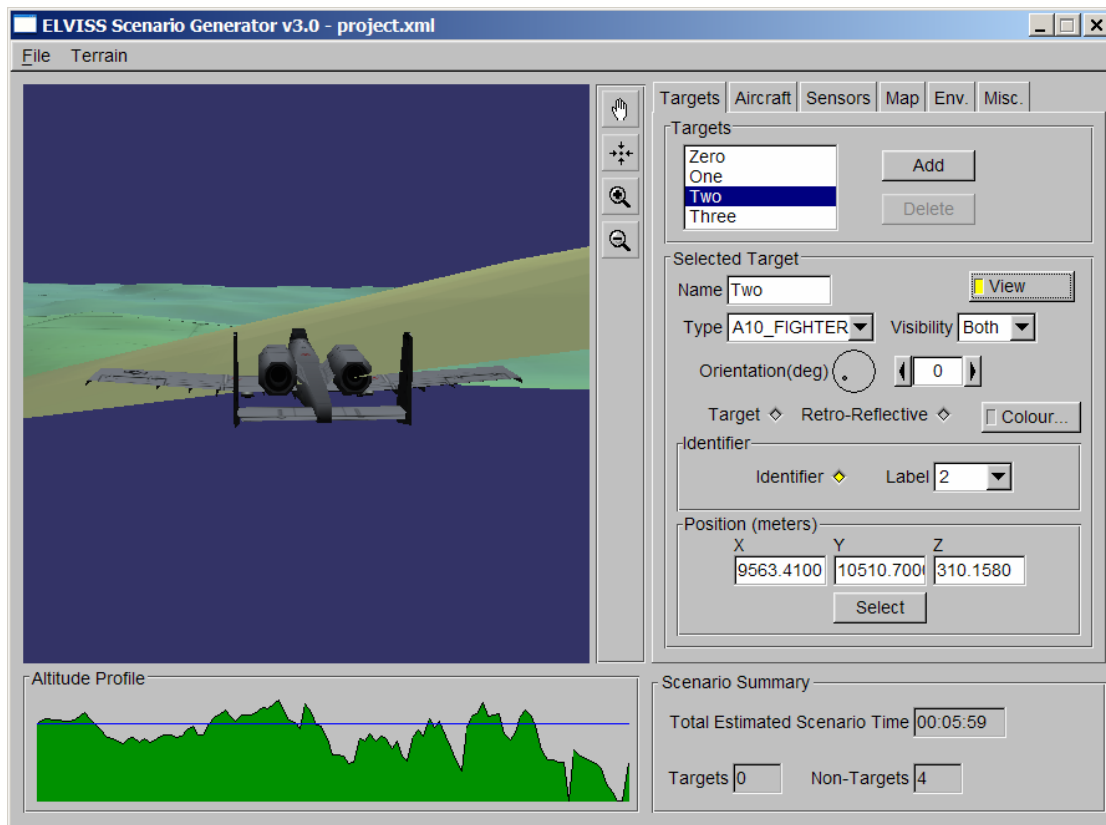 ELVISS Scenario Generator v3.0 - project.xml
File Terrain
Targets Aircraft Sensors Map Env. Misc.
Targets
Zero
One
Two
Three
Add
Delete
Selected Target
Name Two View
Type A10_FIGHTER Visibility Both
Orientation(deg) 0
Target Retro-Reflective Colour...
Identifier
Identifier Label 2
Position (meters)
X Y Z
9563.4100 10510.700 310.1580
Select
Altitude Profile
Scenario Summary
Total Estimated Scenario Time 00:05:59
Targets 0 Non-Targets 4